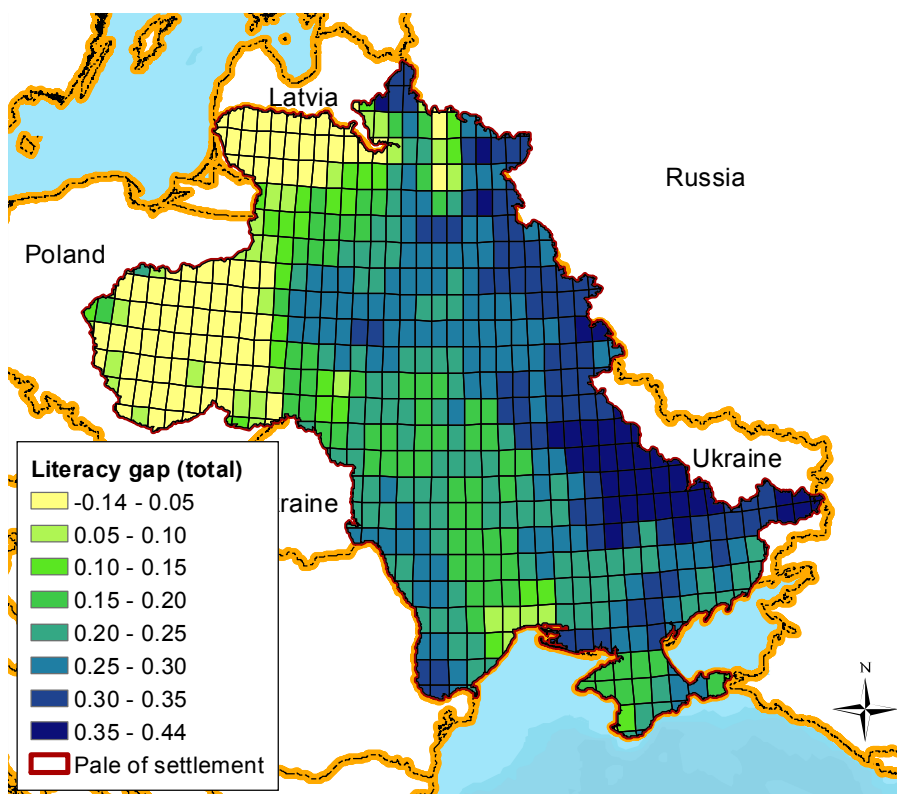 Latvia
Russia
Poland
Ukraine
raine
Literacy gap (total)
-0.14 - 0.05
0.05 - 0.10
0.10 - 0.15
0.15 - 0.20
0.20 - 0.25
0.25 - 0.30
0.30 - 0.35
0.35 - 0.44
Pale of settlement
N